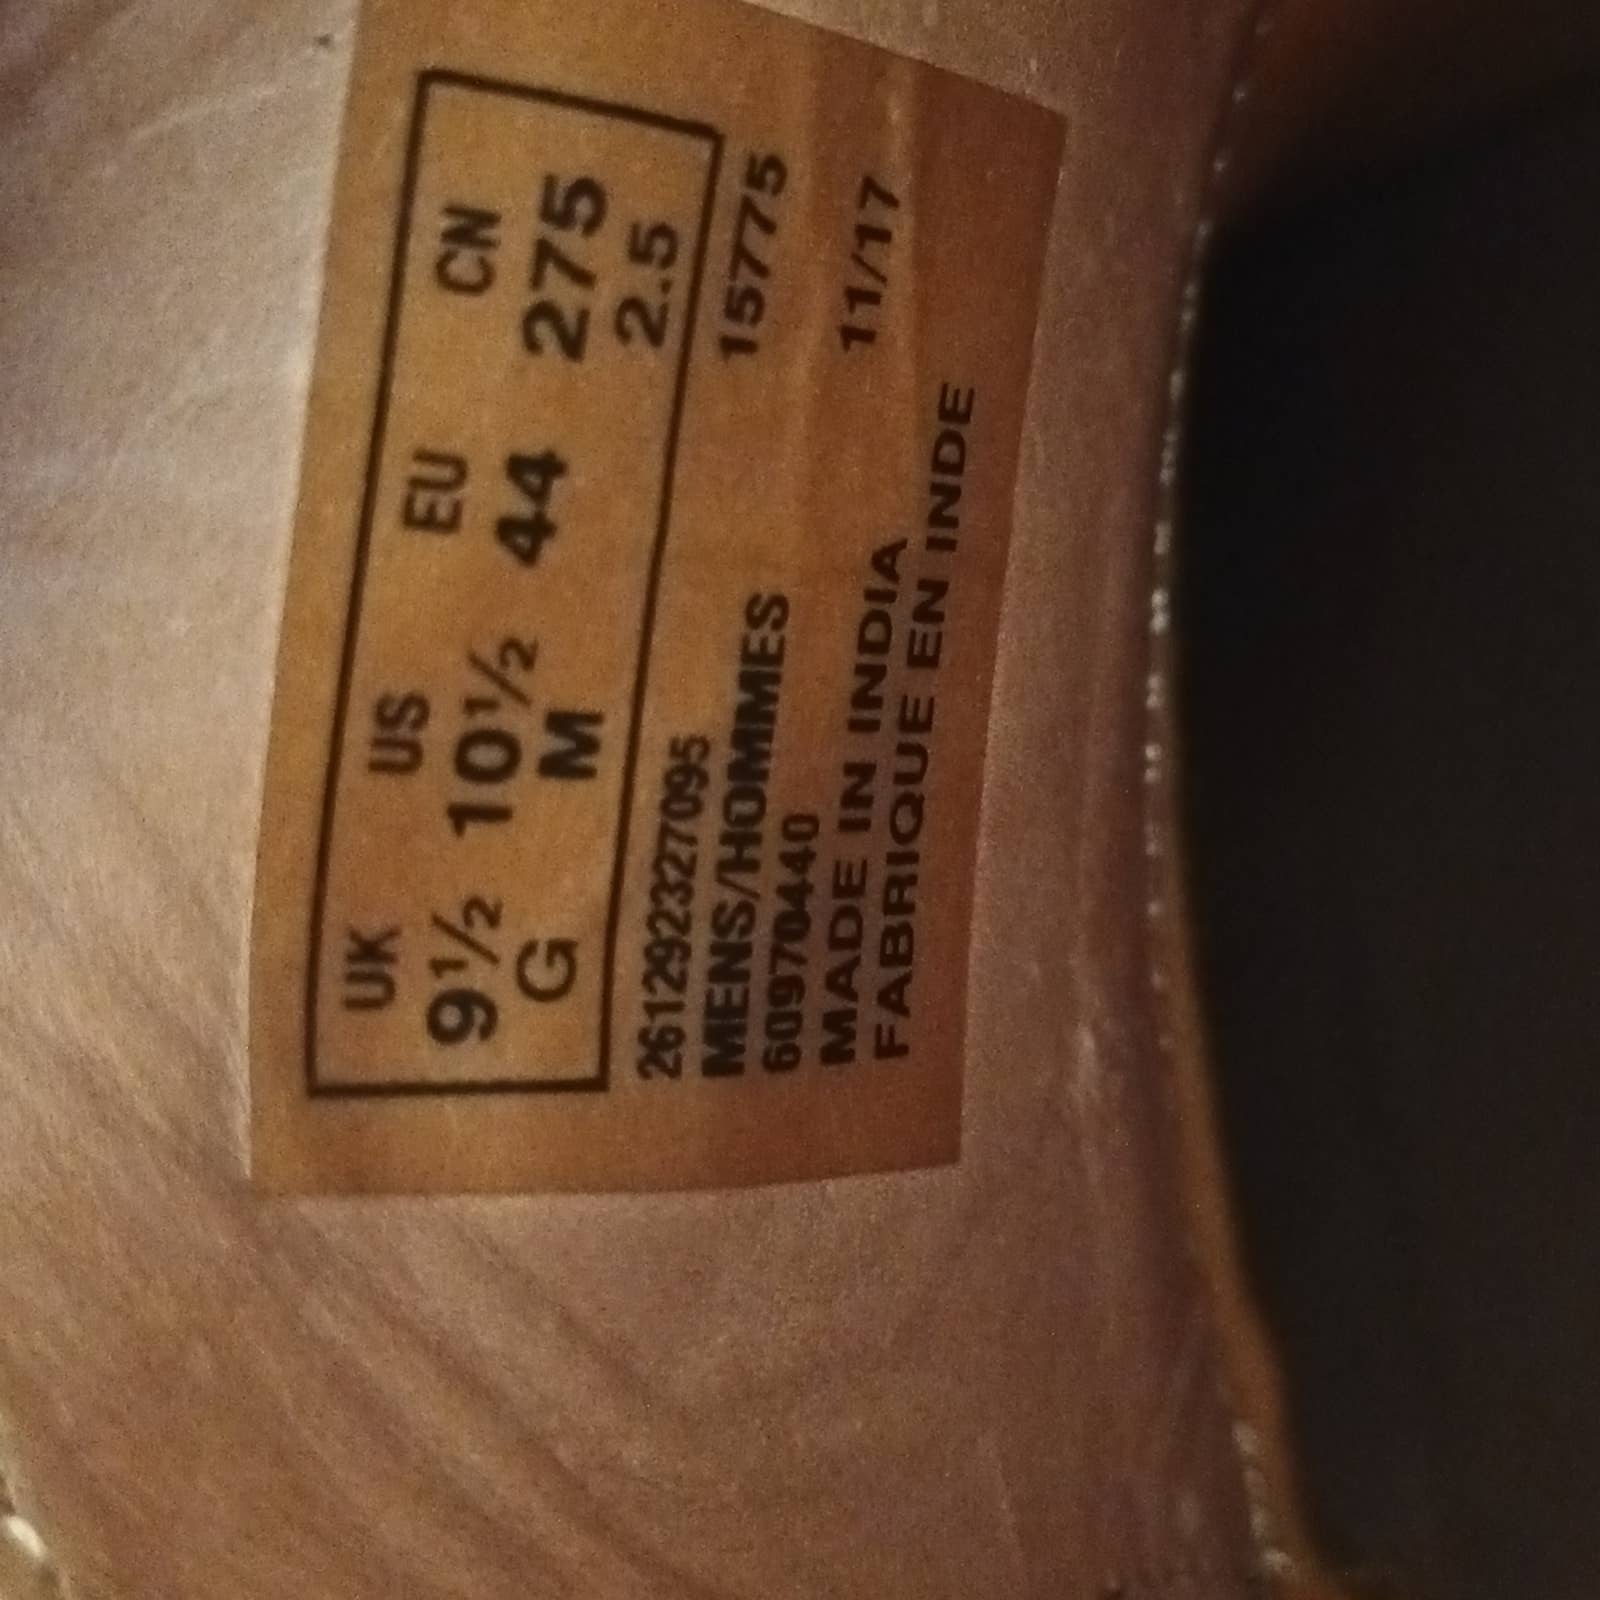 UK US EU CN
9½ 10½ 44 275
G M 2.5
261292327095 15775
MENS/HOMMES
60970440 11/17
MADE IN INDIA
FABRIQUE EN INDE